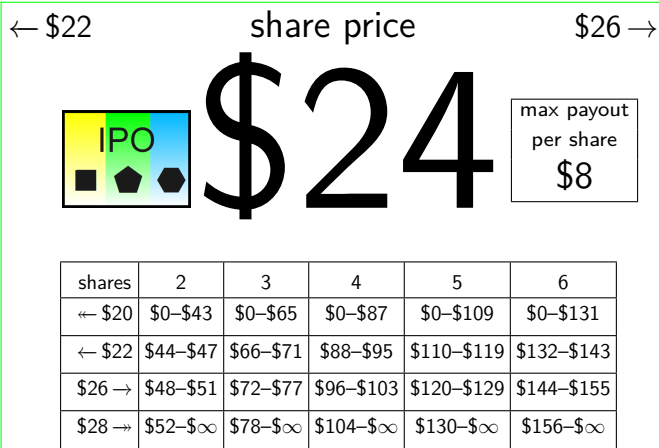 ← $22 share price $26 →
IPO
$24
max payout
per share
$8
shares 2 3 4 5 6
↞ $20 $0–$43 $0–$65 $0–$87 $0–$109 $0–$131
← $22 $44–$47 $66–$71 $88–$95 $110–$119 $132–$143
$26 → $48–$51 $72–$77 $96–$103 $120–$129 $144–$155
$28 ↠ $52–$∞ $78–$∞ $104–$∞ $130–$∞ $156–$∞